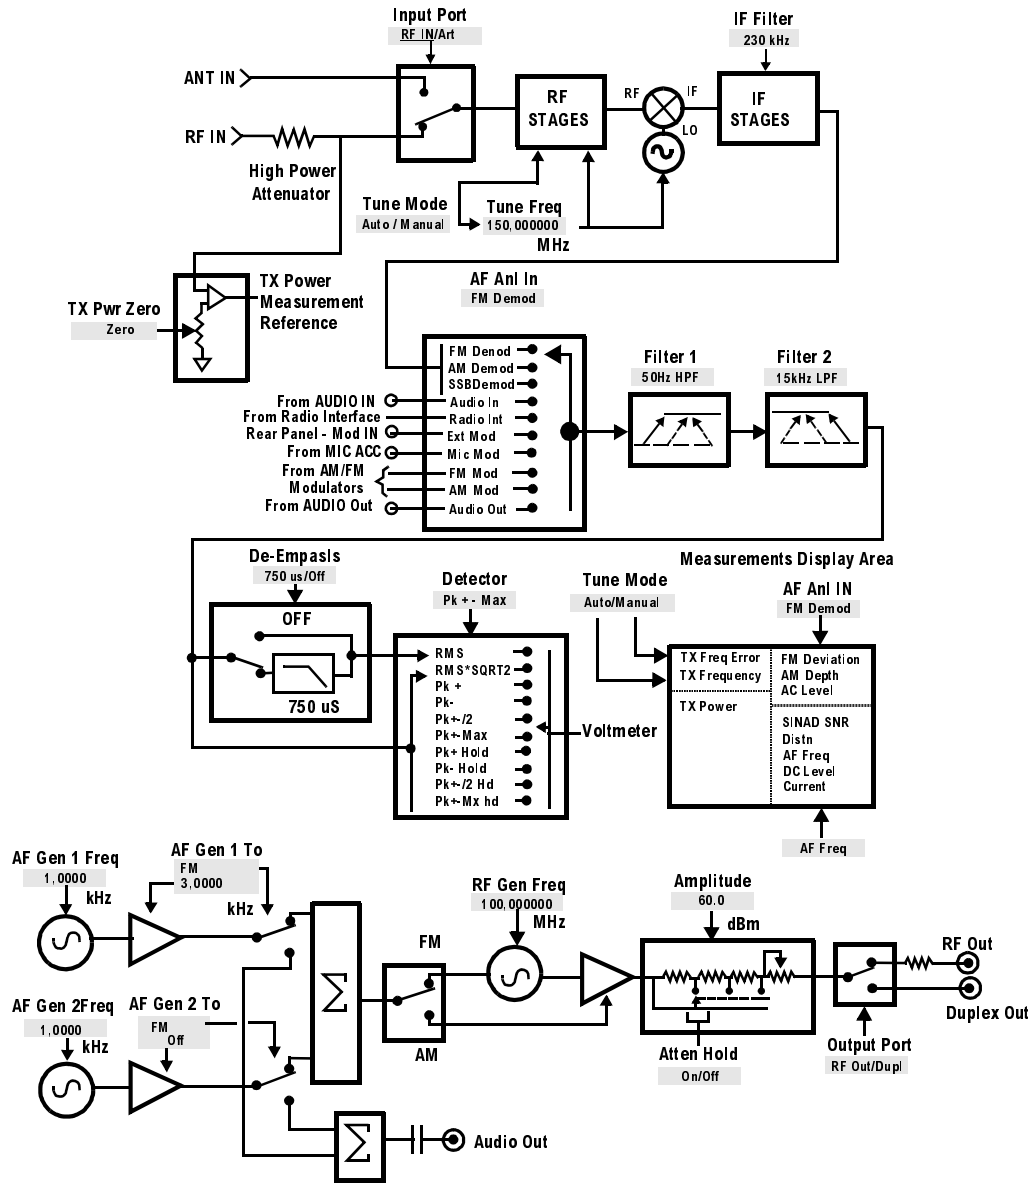 Input Port
RF IN/Art
IF Filter
230 kHz
ANT IN
RF IN
High Power
Attenuator
RF
STAGES
RF
IF
LO
IF
STAGES
Tune Mode
Auto / Manual
Tune Freq
150,000000
MHz
TX Pwr Zero
Zero
TX Power
Measurement
Reference
AF Anl In
FM Demod
FM Denod
AM Demod
SSBDemod
Audio In
Radio Int
Ext Mod
Mic Mod
FM Mod
AM Mod
Audio Out
From AUDIO IN
From Radio Interface
Rear Panel - Mod IN
From MIC ACC
From AM/FM
Modulators
From AUDIO Out
Filter 1
50Hz HPF
Filter 2
15kHz LPF
De-Empasls
750 us/Off
OFF
750 uS
Detector
Pk + - Max
RMS
RMS*SQRT2
Pk +
Pk-
Pk+-/2
Pk+-Max
Pk+ Hold
Pk- Hold
Pk+-/2 Hd
Pk+-Mx hd
Voltmeter
Measurements Display Area
Tune Mode
Auto/Manual
AF Anl IN
FM Demod
TX Freq Error
TX Frequency
TX Power
FM Deviation
AM Depth
AC Level
SINAD SNR
Distn
AF Freq
DC Level
Current
AF Freq
AF Gen 1 Freq
1,0000
kHz
AF Gen 1 To
FM
3,0000
kHz
AF Gen 2Freq
1,0000
kHz
AF Gen 2 To
FM
Off
Σ
Σ
Audio Out
FM
AM
RF Gen Freq
100,000000
MHz
Amplitude
60.0
dBm
Atten Hold
On/Off
Output Port
RF Out/Dupl
RF Out
Duplex Out